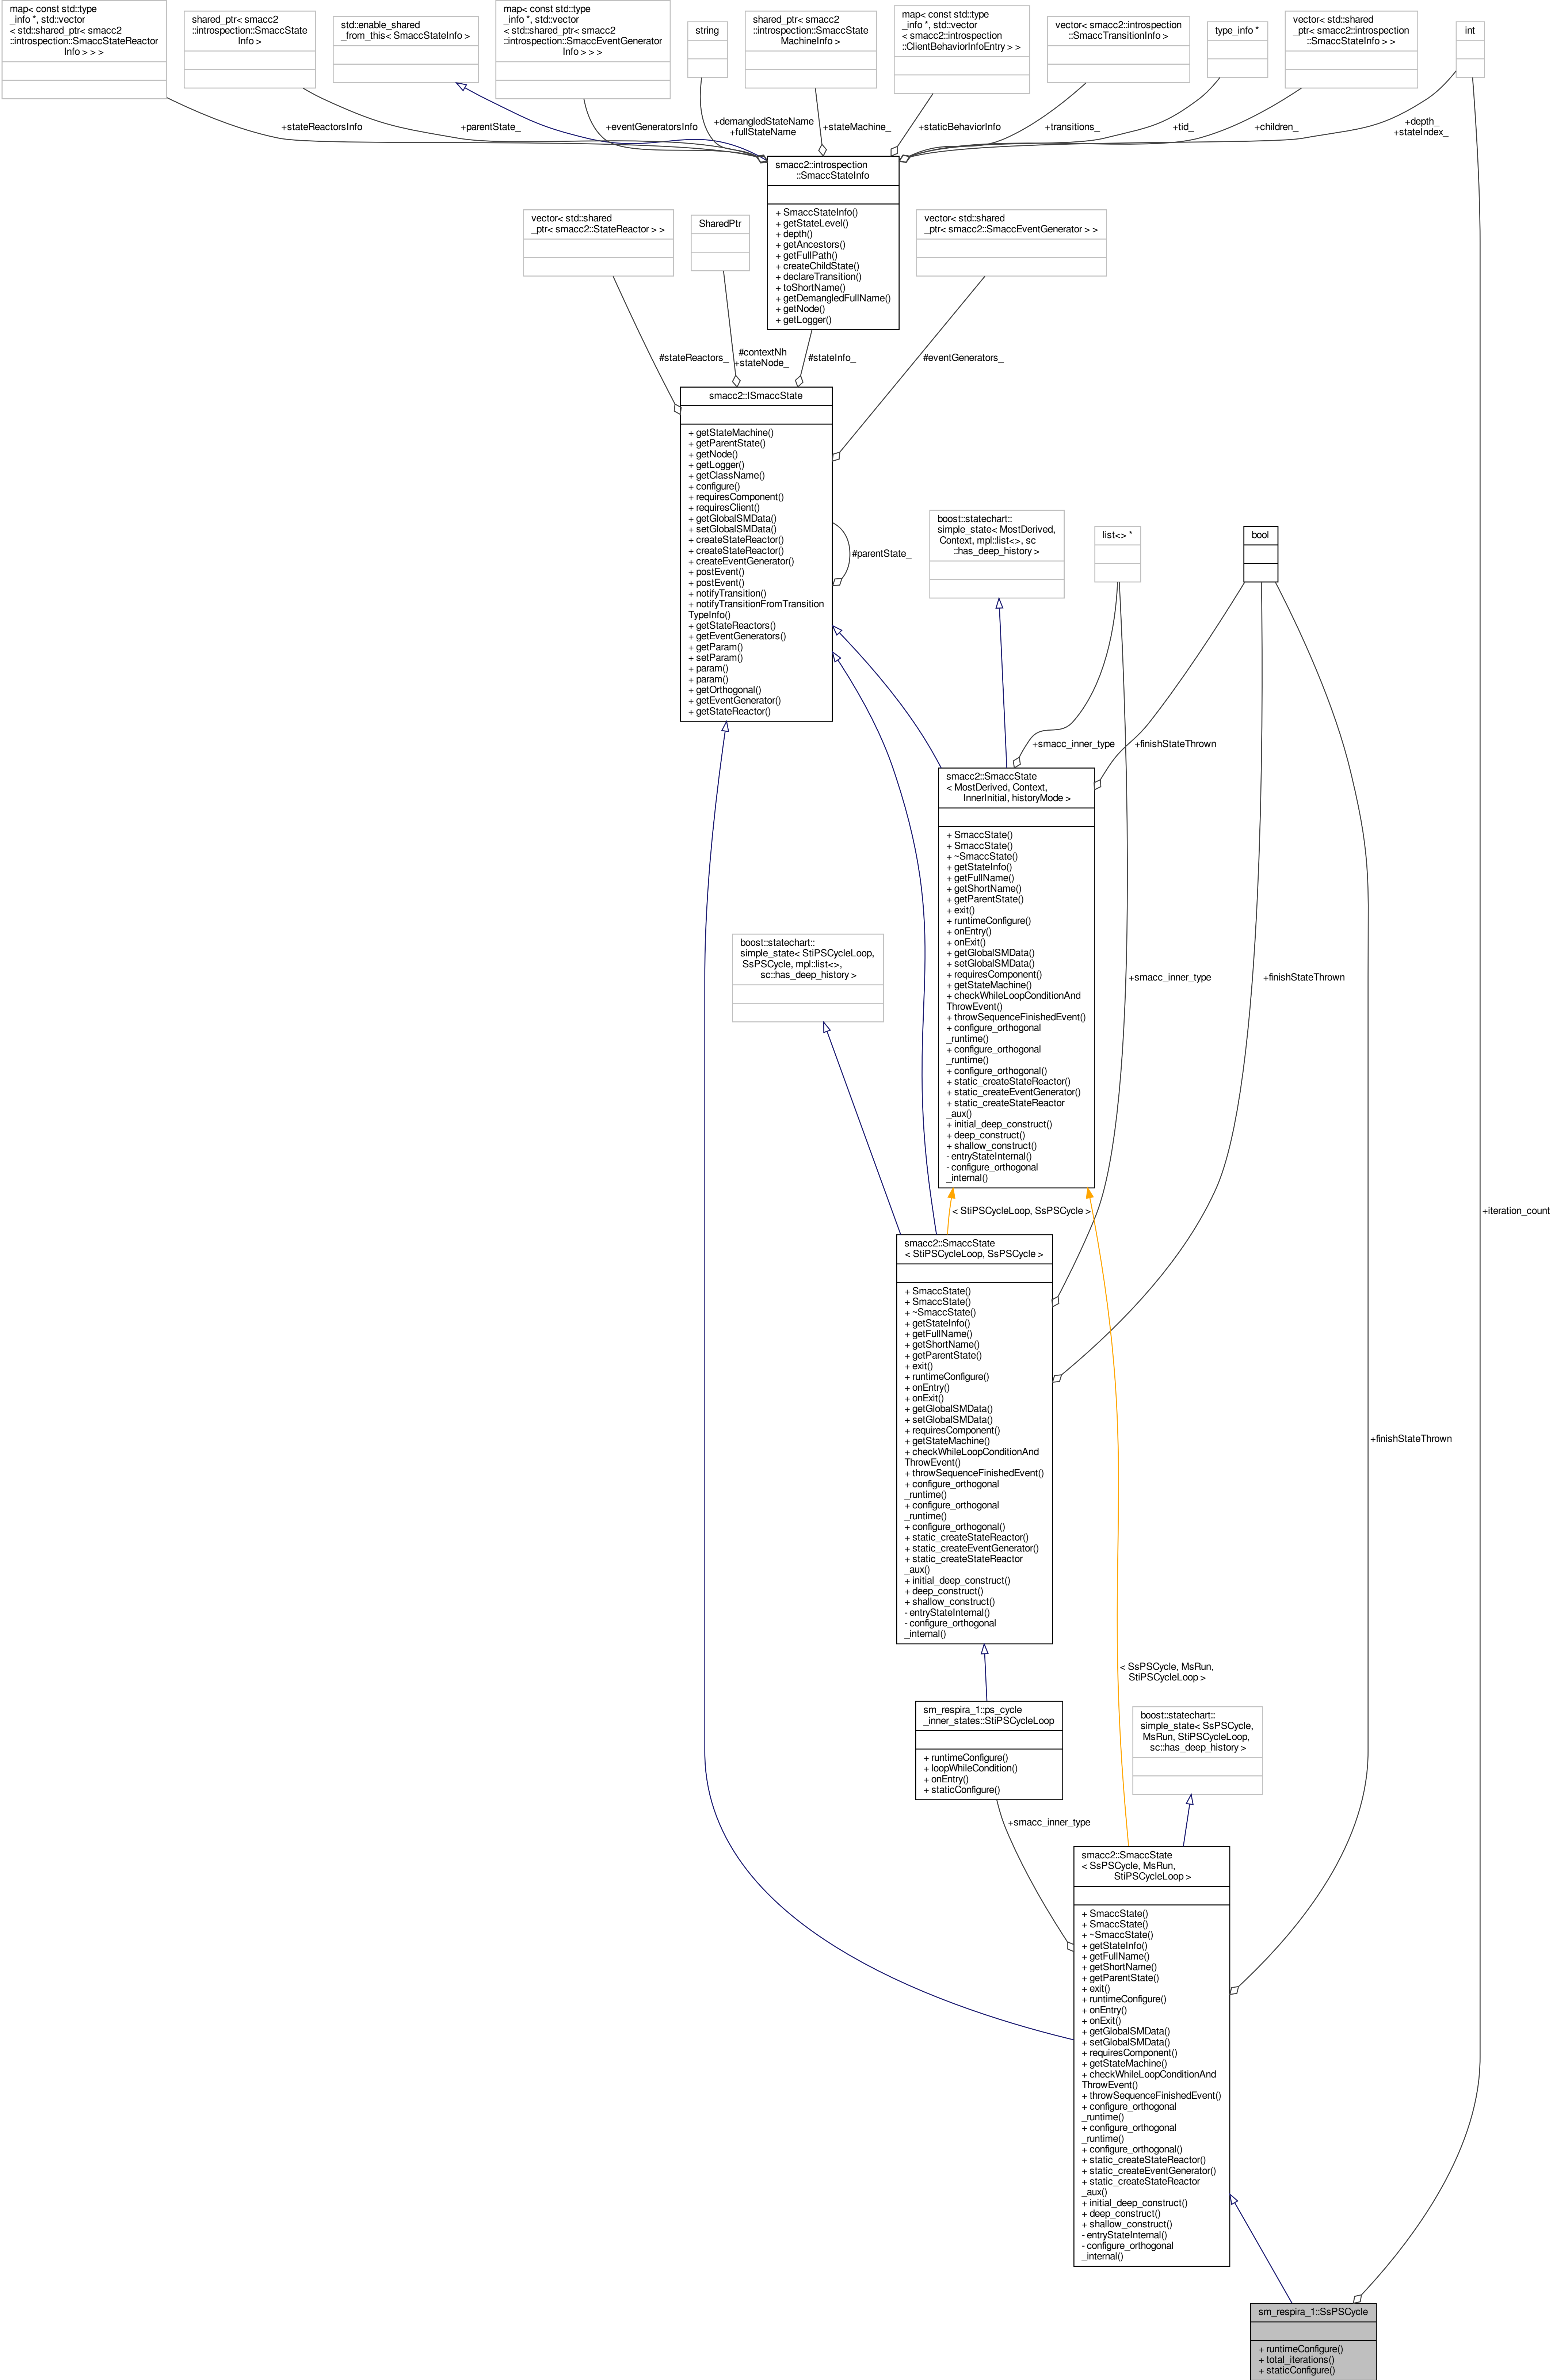 map< const std::type
_info *, std::vector
< std::shared_ptr< smacc2
::introspection::SmaccStateReactor
Info > > >
shared_ptr< smacc2
::introspection::SmaccState
Info >
std::enable_shared
_from_this< SmaccStateInfo >
map< const std::type
_info *, std::vector
< std::shared_ptr< smacc2
::introspection::SmaccEventGenerator
Info > > >
string
shared_ptr< smacc2
::introspection::SmaccState
MachineInfo >
map< const std::type
_info *, std::vector
< smacc2::introspection
::ClientBehaviorInfoEntry > >
vector< smacc2::introspection
::SmaccTransitionInfo >
type_info *
vector< std::shared
_ptr< smacc2::introspection
::SmaccStateInfo > >
int
+stateReactorsInfo
+parentState_
+eventGeneratorsInfo
+demangledStateName
+fullStateName
+stateMachine_
+staticBehaviorInfo
+transitions_
+tid_
+children_
+depth_
+stateIndex_
smacc2::introspection
::SmaccStateInfo
+ SmaccStateInfo()
+ getStateLevel()
+ depth()
+ getAncestors()
+ getFullPath()
+ createChildState()
+ declareTransition()
+ toShortName()
+ getDemangledFullName()
+ getNode()
+ getLogger()
vector< std::shared
_ptr< smacc2::StateReactor > >
SharedPtr
vector< std::shared
_ptr< smacc2::SmaccEventGenerator > >
#stateReactors_
#contextNh
+stateNode_
#stateInfo_
#eventGenerators_
smacc2::ISmaccState
+ getStateMachine()
+ getParentState()
+ getNode()
+ getLogger()
+ getClassName()
+ configure()
+ requiresComponent()
+ requiresClient()
+ getGlobalSMData()
+ setGlobalSMData()
+ createStateReactor()
+ createStateReactor()
+ createEventGenerator()
+ postEvent()
+ postEvent()
+ notifyTransition()
+ notifyTransitionFromTransition
TypeInfo()
+ getStateReactors()
+ getEventGenerators()
+ getParam()
+ setParam()
+ param()
+ param()
+ getOrthogonal()
+ getEventGenerator()
+ getStateReactor()
#parentState_
boost::statechart::
simple_state< MostDerived,
Context, mpl::list<>, sc
::has_deep_history >
list<> *
bool
+smacc_inner_type
+finishStateThrown
smacc2::SmaccState
< MostDerived, Context,
InnerInitial, historyMode >
+ SmaccState()
+ SmaccState()
+ ~SmaccState()
+ getStateInfo()
+ getFullName()
+ getShortName()
+ getParentState()
+ exit()
+ runtimeConfigure()
+ onEntry()
+ onExit()
+ getGlobalSMData()
+ setGlobalSMData()
+ requiresComponent()
+ getStateMachine()
+ checkWhileLoopConditionAnd
ThrowEvent()
+ throwSequenceFinishedEvent()
+ configure_orthogonal
_runtime()
+ configure_orthogonal
_runtime()
+ configure_orthogonal()
+ static_createStateReactor()
+ static_createEventGenerator()
+ static_createStateReactor
_aux()
+ initial_deep_construct()
+ deep_construct()
+ shallow_construct()
- entryStateInternal()
- configure_orthogonal
_internal()
boost::statechart::
simple_state< StiPSCycleLoop,
SsPSCycle, mpl::list<>,
sc::has_deep_history >
+smacc_inner_type
+finishStateThrown
< StiPSCycleLoop, SsPSCycle >
+iteration_count
smacc2::SmaccState
< StiPSCycleLoop, SsPSCycle >
+ SmaccState()
+ SmaccState()
+ ~SmaccState()
+ getStateInfo()
+ getFullName()
+ getShortName()
+ getParentState()
+ exit()
+ runtimeConfigure()
+ onEntry()
+ onExit()
+ getGlobalSMData()
+ setGlobalSMData()
+ requiresComponent()
+ getStateMachine()
+ checkWhileLoopConditionAnd
ThrowEvent()
+ throwSequenceFinishedEvent()
+ configure_orthogonal
_runtime()
+ configure_orthogonal
_runtime()
+ configure_orthogonal()
+ static_createStateReactor()
+ static_createEventGenerator()
+ static_createStateReactor
_aux()
+ initial_deep_construct()
+ deep_construct()
+ shallow_construct()
- entryStateInternal()
- configure_orthogonal
_internal()
+finishStateThrown
< SsPSCycle, MsRun,
StiPSCycleLoop >
sm_respira_1::ps_cycle
_inner_states::StiPSCycleLoop
+ runtimeConfigure()
+ loopWhileCondition()
+ onEntry()
+ staticConfigure()
boost::statechart::
simple_state< SsPSCycle,
MsRun, StiPSCycleLoop,
sc::has_deep_history >
+smacc_inner_type
smacc2::SmaccState
< SsPSCycle, MsRun,
StiPSCycleLoop >
+ SmaccState()
+ SmaccState()
+ ~SmaccState()
+ getStateInfo()
+ getFullName()
+ getShortName()
+ getParentState()
+ exit()
+ runtimeConfigure()
+ onEntry()
+ onExit()
+ getGlobalSMData()
+ setGlobalSMData()
+ requiresComponent()
+ getStateMachine()
+ checkWhileLoopConditionAnd
ThrowEvent()
+ throwSequenceFinishedEvent()
+ configure_orthogonal
_runtime()
+ configure_orthogonal
_runtime()
+ configure_orthogonal()
+ static_createStateReactor()
+ static_createEventGenerator()
+ static_createStateReactor
_aux()
+ initial_deep_construct()
+ deep_construct()
+ shallow_construct()
- entryStateInternal()
- configure_orthogonal
_internal()
sm_respira_1::SsPSCycle
+ runtimeConfigure()
+ total_iterations()
+ staticConfigure()